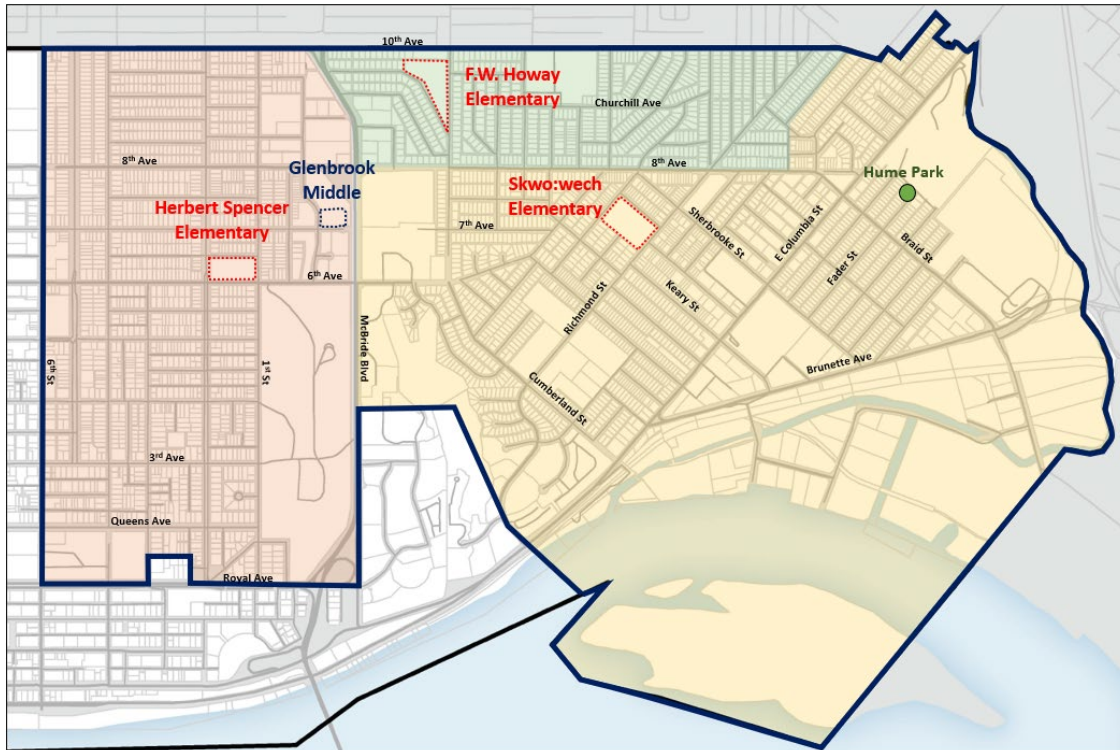 10th Ave
F.W. Howay
Elementary
Churchill Ave
8th Ave
Glenbrook
Middle
8th Ave
Hume Park
Skwo:wech
Elementary
Herbert Spencer
Elementary
7th Ave
Sherbrooke St
E Columbia St
Braid St
Fader St
6th Ave
Keary St
Richmond St
McBride Blvd
6th St
1st St
Brunette Ave
Cumberland St
3rd Ave
Queens Ave
Royal Ave